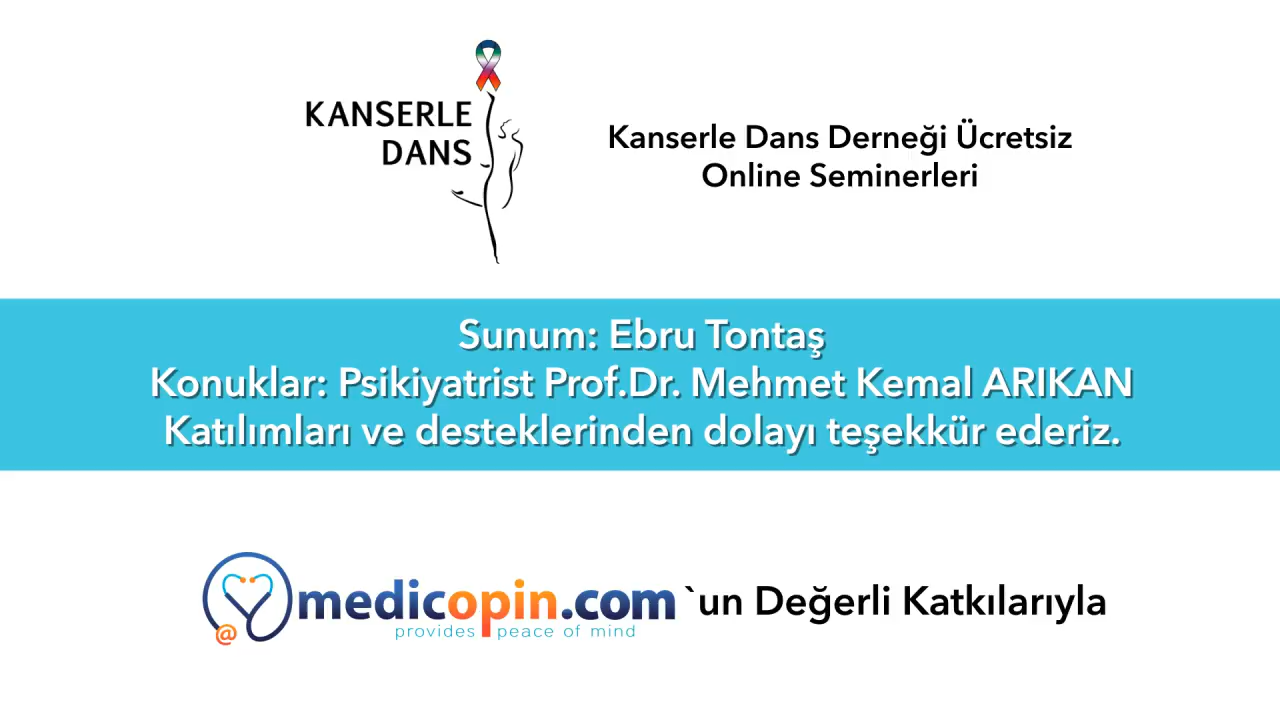 KANSERLE
DANS
Kanserle Dans Derneği Ücretsiz
Online Seminerleri
Sunum: Ebru Tontaş
Konuklar: Psikiyatrist Prof.Dr. Mehmet Kemal ARIKAN
Katılımları ve desteklerinden dolayı teşekkür ederiz.
@ medicopin.com `un Değerli Katkılarıyla
provides peace of mind